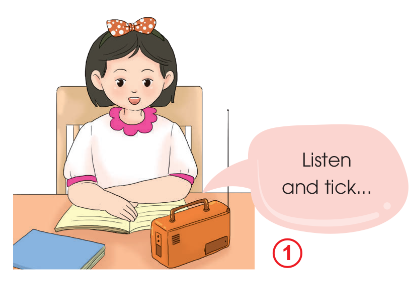 Listen
and tick...
1